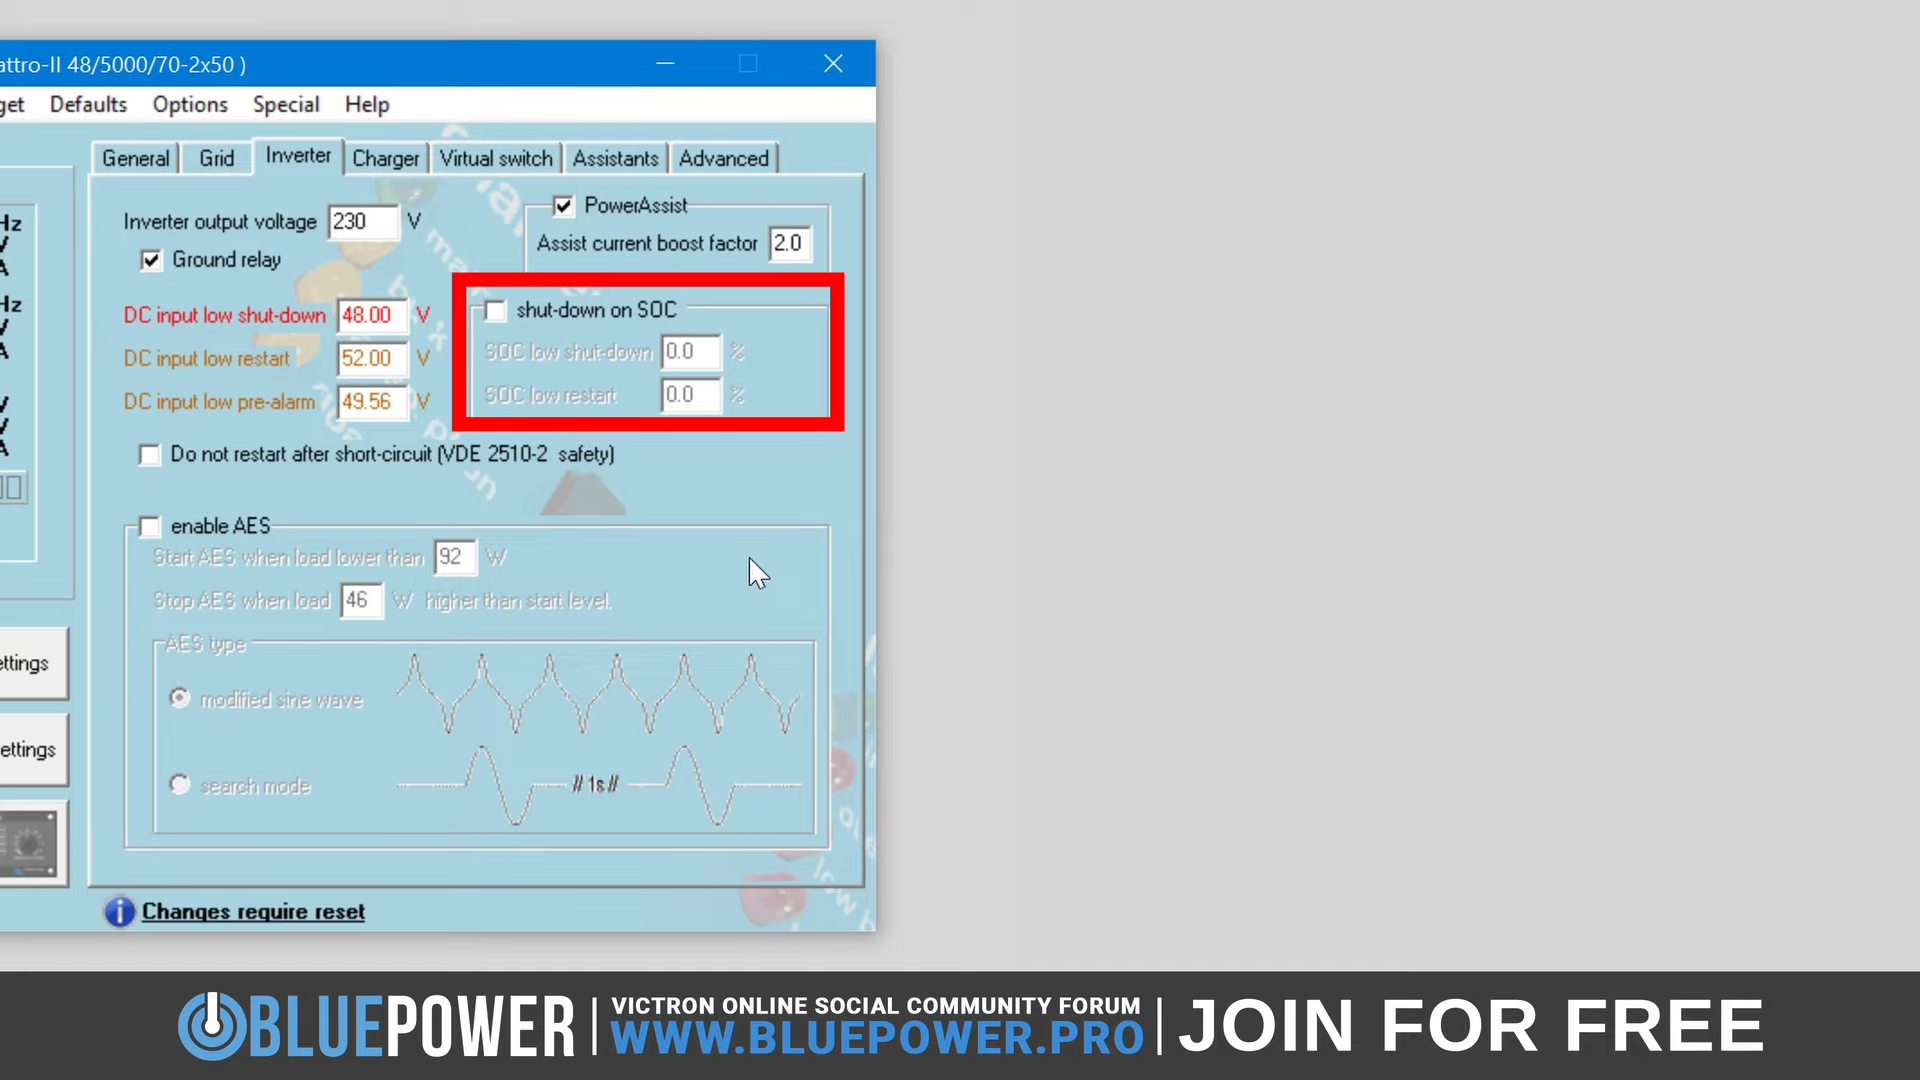 attro-II 48/5000/70-2x50 )
get Defaults Options Special Help
General Grid Inverter Charger Virtual switch Assistants Advanced
Inverter output voltage 230 V
Ground relay
PowerAssist
Assist current boost factor 2.0
DC input low shut-down 48.00 V
DC input low restart 52.00 V
DC input low pre-alarm 49.56 V
shut-down on SOC
SOC low shut-down 0.0 %
SOC low restart 0.0 %
Do not restart after short-circuit (VDE 2510-2 safety)
enable AES
Start AES when load lower than 92 W
Stop AES when load 46 W higher than start level.
AES type
modified sine wave
search mode
// 1s //
Hz
V
A
Hz
V
A
V
V
A
ettings
ettings
Changes require reset
BLUEPOWER
VICTRON ONLINE SOCIAL COMMUNITY FORUM
WWW.BLUEPOWER.PRO
JOIN FOR FREE